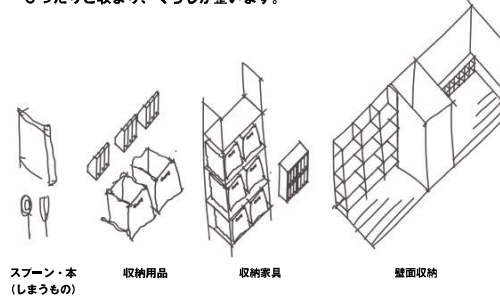 ぴったりと収まり、くらしが整います。
スプーン・本
（しまうもの）
収納用品
収納家具
壁面収納